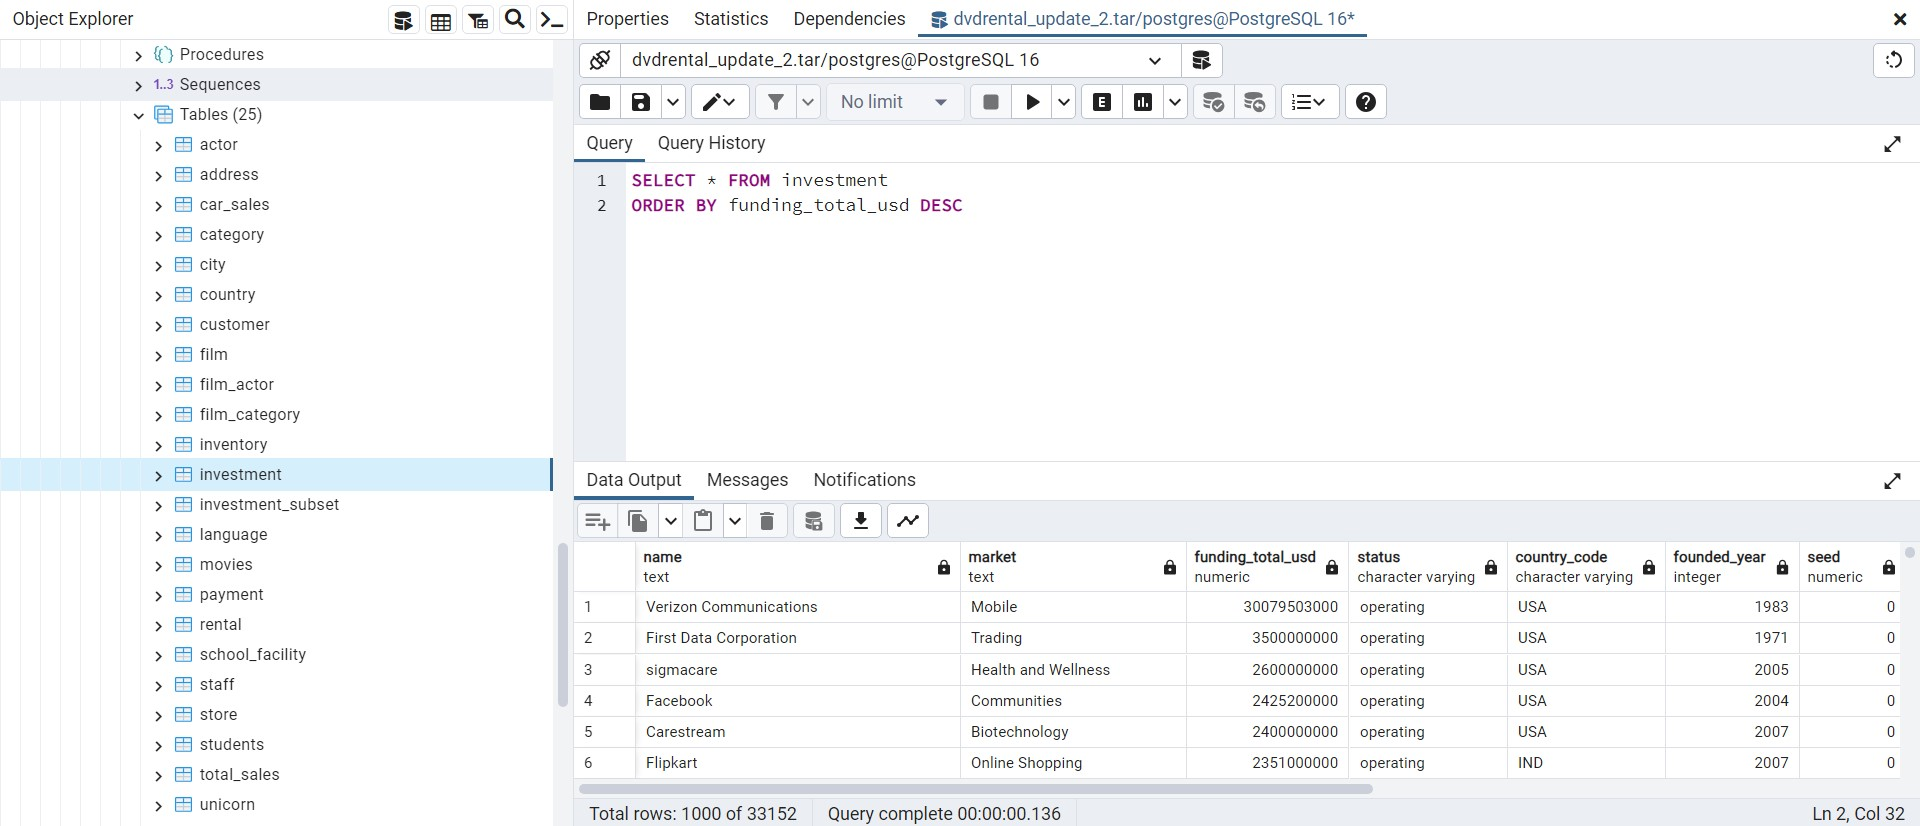 Object Explorer
Procedures
1..3 Sequences
Tables (25)
actor
address
car_sales
category
city
country
customer
film
film_actor
film_category
inventory
investment
investment_subset
language
movies
payment
rental
school_facility
staff
store
students
total_sales
unicorn
Properties Statistics Dependencies dvdrental_update_2.tar/postgres@PostgreSQL 16*
dvdrental_update_2.tar/postgres@PostgreSQL 16
No limit E ?
Query Query History
1 SELECT * FROM investment
2 ORDER BY funding_total_usd DESC
Data Output Messages Notifications
name market funding_total_usd status country_code founded_year seed
text text numeric character varying character varying integer numeric
1 Verizon Communications Mobile 30079503000 operating USA 1983 0
2 First Data Corporation Trading 3500000000 operating USA 1971 0
3 sigmacare Health and Wellness 2600000000 operating USA 2005 0
4 Facebook Communities 2425200000 operating USA 2004 0
5 Carestream Biotechnology 2400000000 operating USA 2007 0
6 Flipkart Online Shopping 2351000000 operating IND 2007 0
Total rows: 1000 of 33152 Query complete 00:00:00.136 Ln 2, Col 32